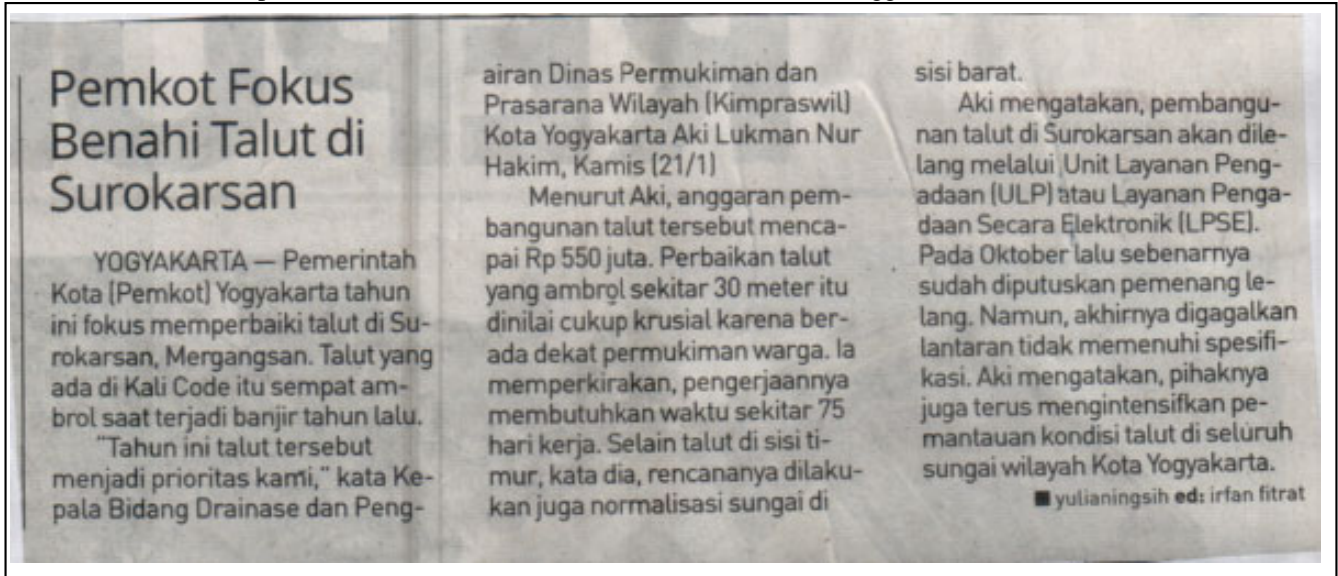 Pemkot Fokus
Benahi Talut di
Surokarsan
YOGYAKARTA — Pemerintah
Kota (Pemkot) Yogyakarta tahun
ini fokus memperbaiki talut di Su-
rokarsan, Mergangsan. Talut yang
ada di Kali Code itu sempat am-
brol saat terjadi banjir tahun lalu.
"Tahun ini talut tersebut
menjadi prioritas kami," kata Ke-
pala Bidang Drainase dan Peng-
airan Dinas Permukiman dan
Prasarana Wilayah (Kimpraswil)
Kota Yogyakarta Aki Lukman Nur
Hakim, Kamis (21/1)
Menurut Aki, anggaran pem-
bangunan talut tersebut menca-
pai Rp 550 juta. Perbaikan talut
yang ambrol sekitar 30 meter itu
dinilai cukup krusial karena ber-
ada dekat permukiman warga. Ia
memperkirakan, pengerjaannya
membutuhkan waktu sekitar 75
hari kerja. Selain talut di sisi ti-
mur, kata dia, rencananya dilaku-
kan juga normalisasi sungai di
sisi barat.
Aki mengatakan, pembangu-
nan talut di Surokarsan akan dile-
lang melalui Unit Layanan Peng-
adaan (ULP) atau Layanan Penga-
daan Secara Elektronik (LPSE).
Pada Oktober lalu sebenarnya
sudah diputuskan pemenang le-
lang. Namun, akhirnya digagalkan
lantaran tidak memenuhi spesifi-
kasi. Aki mengatakan, pihaknya
juga terus mengintensifkan pe-
mantauan kondisi talut di seluruh
sungai wilayah Kota Yogyakarta.
■ yulianingsih ed: irfan fitrat